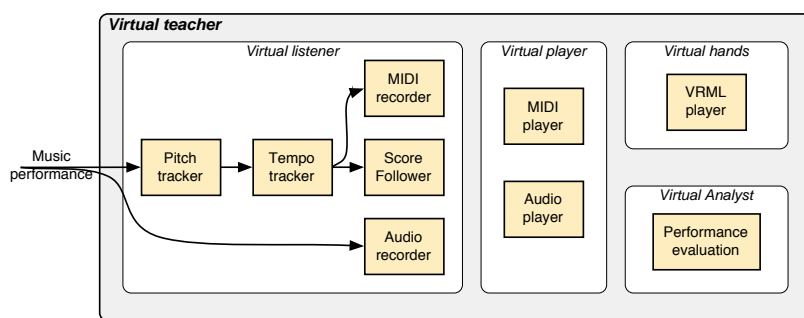 Virtual teacher
Virtual listener
MIDI
recorder
Music
performance
Pitch
tracker
Tempo
tracker
Score
Follower
Audio
recorder
Virtual player
MIDI
player
Audio
player
Virtual hands
VRML
player
Virtual Analyst
Performance
evaluation